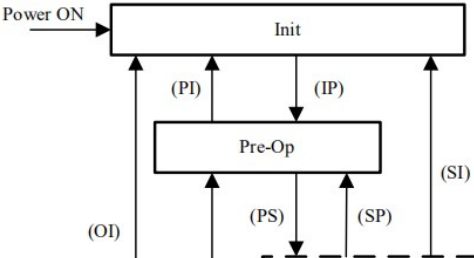 Power ON
Init
(PI)
(IP)
Pre-Op
(SI)
(PS)
(SP)
(OI)